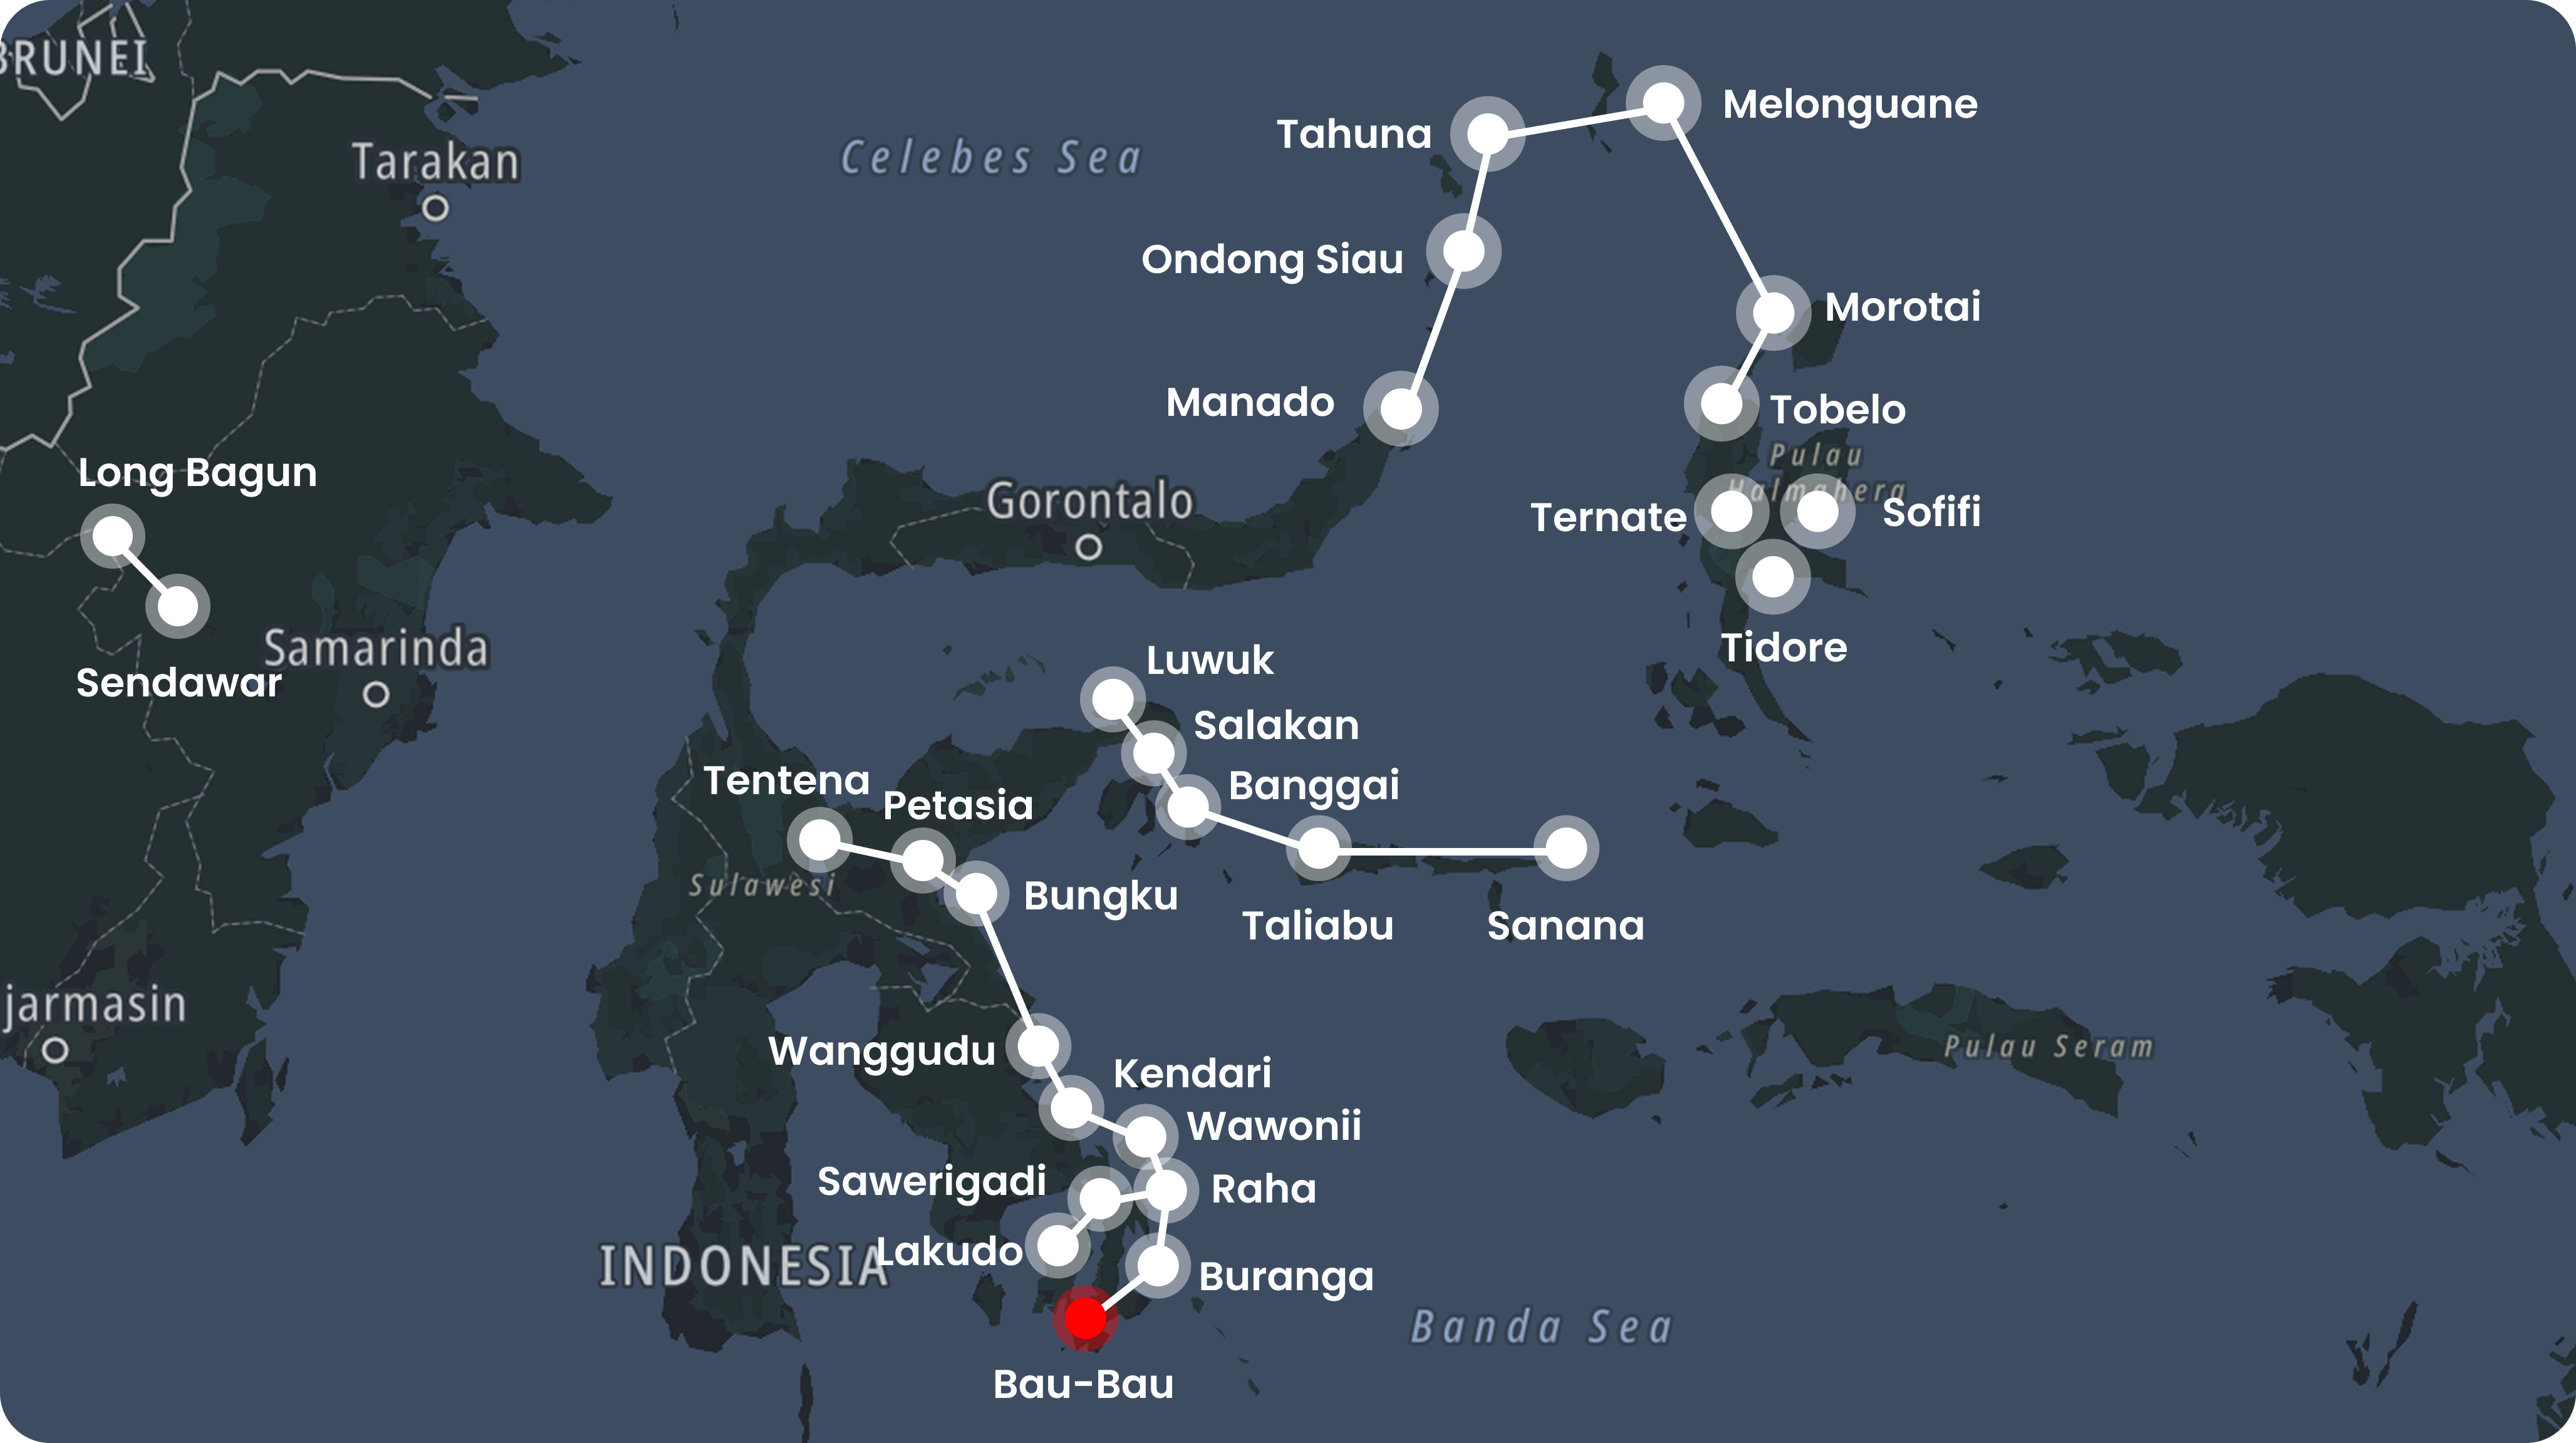 BRUNEI
Tarakan
Celebes Sea
Tahuna
Melonguane
Ondong Siau
Morotai
Manado
Tobelo
Pulau
Halmahera
Long Bagun
Gorontalo
Ternate
Sofifi
Tidore
Samarinda
Sendawar
Luwuk
Salakan
Tentena
Petasia
Banggai
Sulawesi
Bungku
Taliabu
Sanana
jarmasin
Wanggudu
Kendari
Pulau Seram
Wawonii
Sawerigadi
Raha
INDONESIA
Lakudo
Buranga
Banda Sea
Bau-Bau